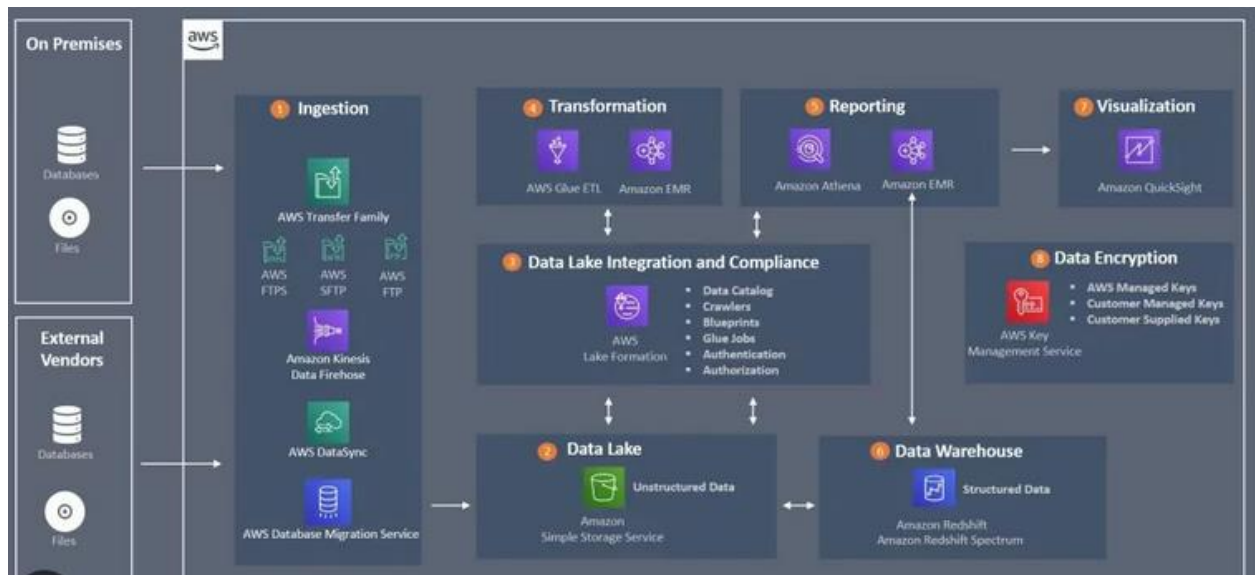 On Premises
Databases
Files
External
Vendors
Databases
Files
aws
1 Ingestion
AWS Transfer Family
AWS
FTPS
AWS
SFTP
AWS
FTP
Amazon Kinesis
Data Firehose
AWS DataSync
AWS Database Migration Service
4 Transformation
AWS Glue ETL
Amazon EMR
5 Reporting
Amazon Athena
Amazon EMR
7 Visualization
Amazon QuickSight
3 Data Lake Integration and Compliance
AWS
Lake Formation
• Data Catalog
• Crawlers
• Blueprints
• Glue Jobs
• Authentication
• Authorization
8 Data Encryption
AWS Key
Management Service
• AWS Managed Keys
• Customer Managed Keys
• Customer Supplied Keys
2 Data Lake
Unstructured Data
Amazon
Simple Storage Service
6 Data Warehouse
Structured Data
Amazon Redshift
Amazon Redshift Spectrum